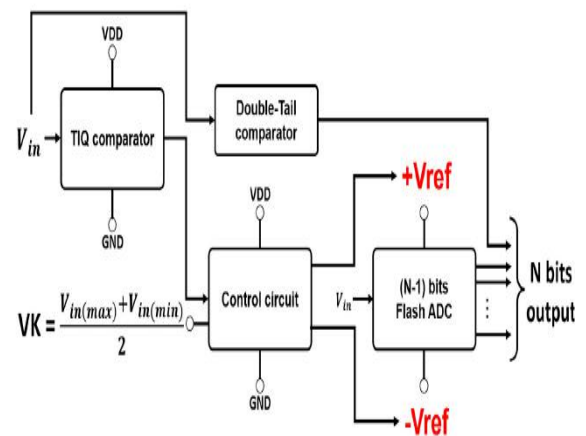 VDD
V_in
TIQ comparator
GND
Double-Tail
comparator
+Vref
VDD
VK = (V_in(max)+V_in(min))/2
Control circuit
GND
V_in
(N-1) bits
Flash ADC
⋮
-Vref
N bits
output